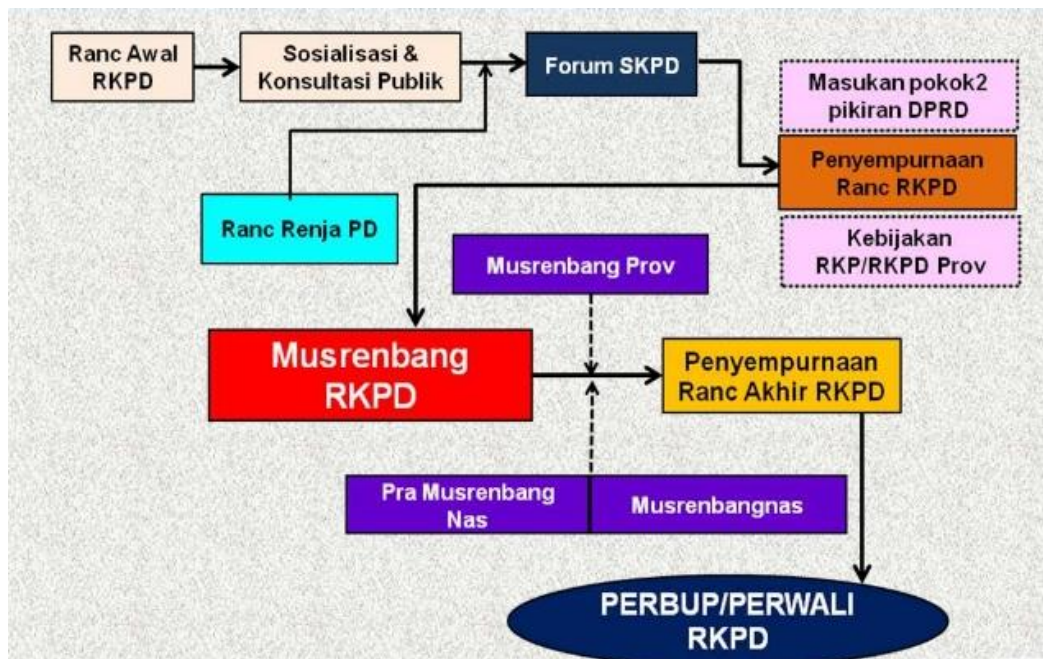 Ranc Awal
RKPD
Sosialisasi &
Konsultasi Publik
Forum SKPD
Masukan pokok2
pikiran DPRD
Penyempurnaan
Ranc RKPD
Kebijakan
RKP/RKPD Prov
Ranc Renja PD
Musrenbang Prov
Musrenbang
RKPD
Penyempurnaan
Ranc Akhir RKPD
Pra Musrenbang
Nas
Musrenbangnas
PERBUP/PERWALI
RKPD